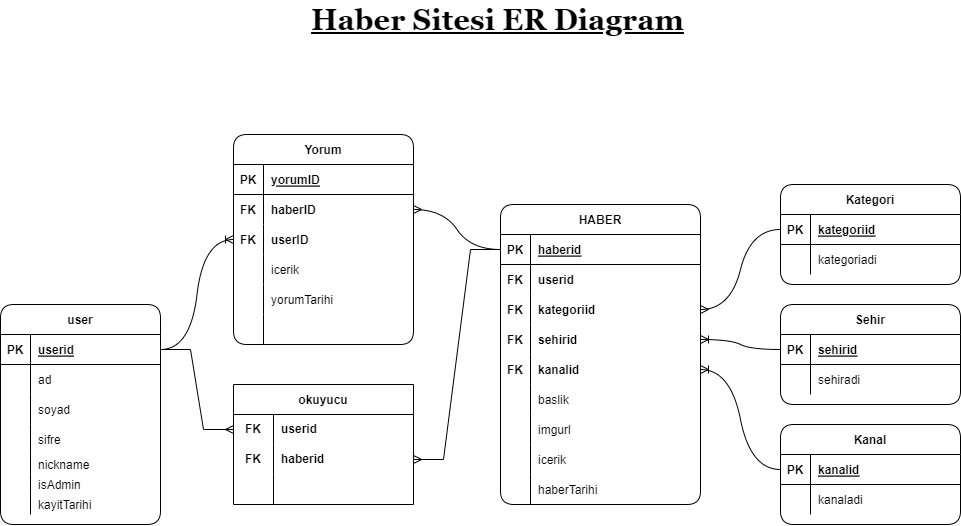 Haber Sitesi ER Diagram
Yorum
PK yorumID
FK haberID
FK userID
icerik
yorumTarihi
user
PK userid
ad
soyad
sifre
nickname
isAdmin
kayitTarihi
okuyucu
FK userid
FK haberid
HABER
PK haberid
FK userid
FK kategoriid
FK sehirid
FK kanalid
baslik
imgurl
icerik
haberTarihi
Kategori
PK kategoriid
kategoriadi
Sehir
PK sehirid
sehiradi
Kanal
PK kanalid
kanaladi